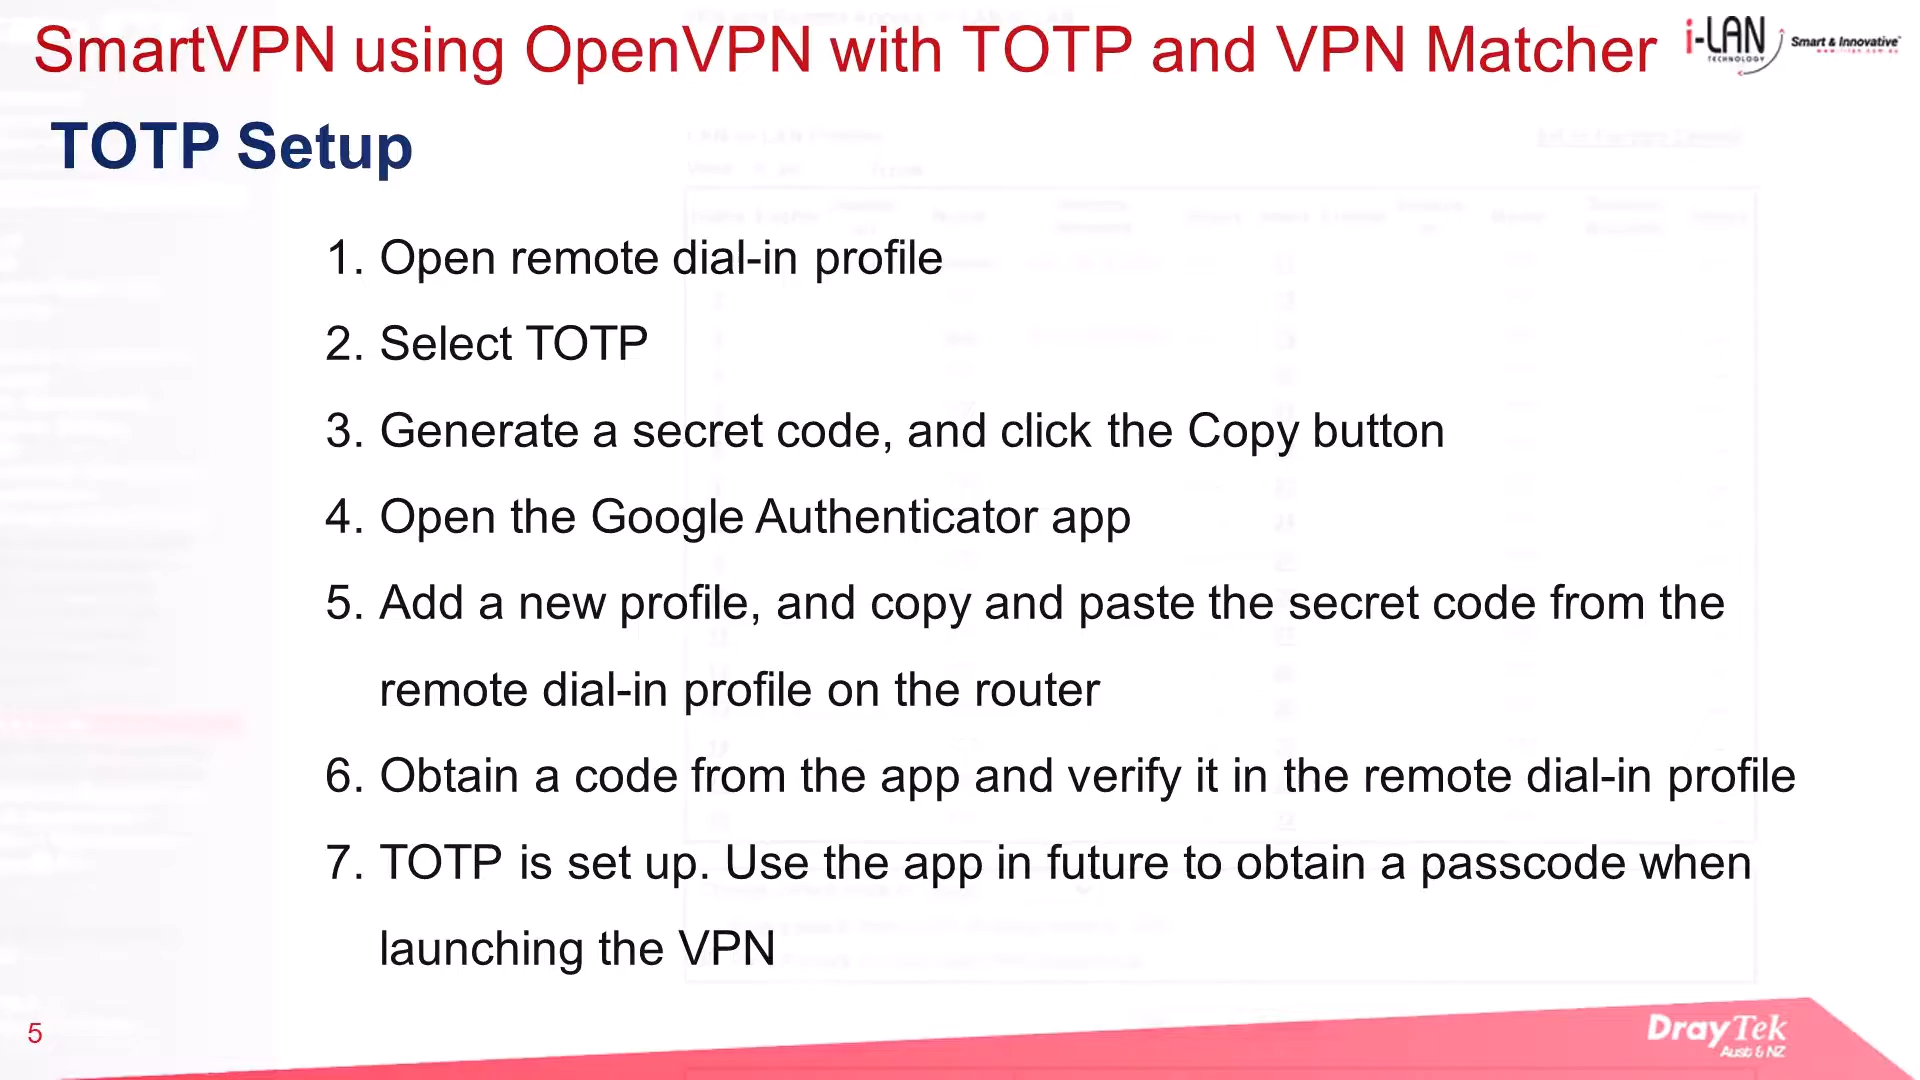 SmartVPN using OpenVPN with TOTP and VPN Matcher
i-LAN
TECHNOLOGY
Smart & Innovative
TOTP Setup
1. Open remote dial-in profile
2. Select TOTP
3. Generate a secret code, and click the Copy button
4. Open the Google Authenticator app
5. Add a new profile, and copy and paste the secret code from the
remote dial-in profile on the router
6. Obtain a code from the app and verify it in the remote dial-in profile
7. TOTP is set up. Use the app in future to obtain a passcode when
launching the VPN
5
DrayTek
Aust & NZ